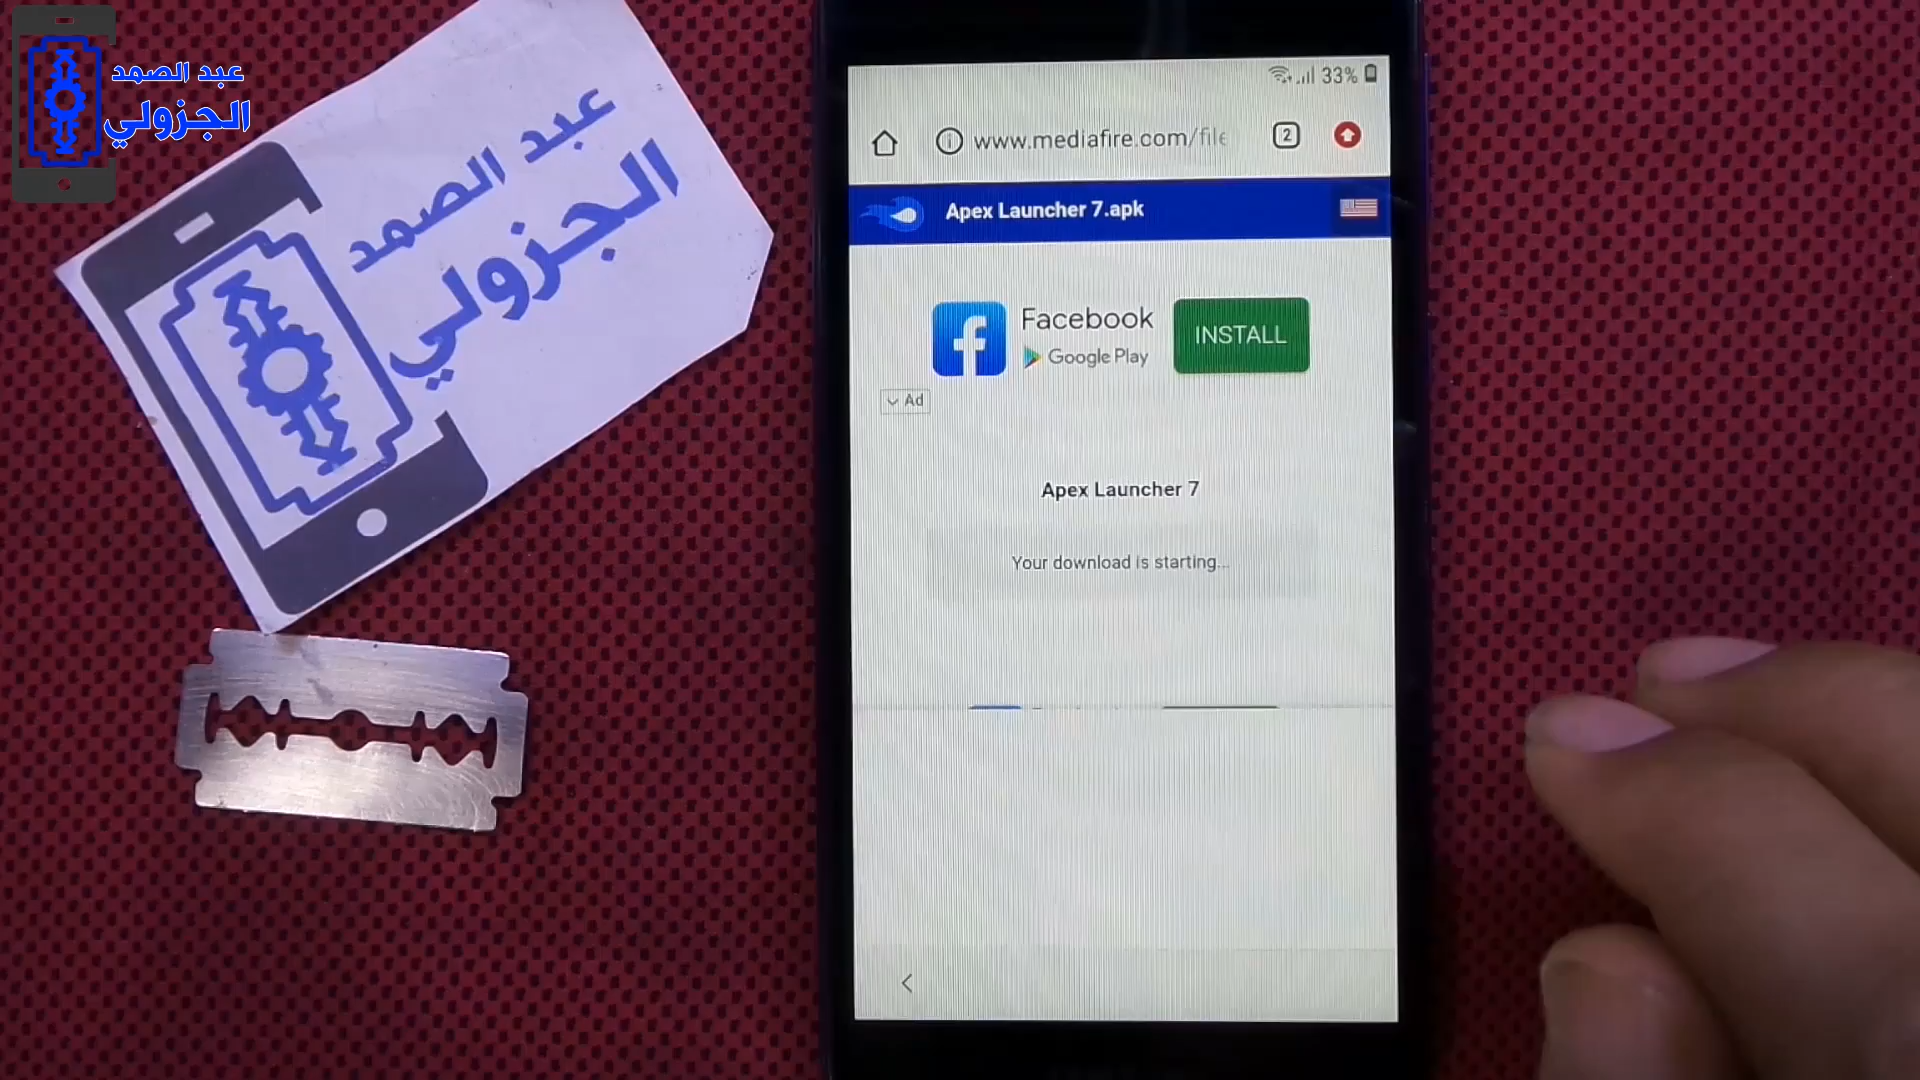 عبد الصمد
الجزولي
عبد الصمد
الجزولي
33%
www.mediafire.com/file
2
Apex Launcher 7.apk
Facebook
Google Play
INSTALL
Ad
Apex Launcher 7
Your download is starting...